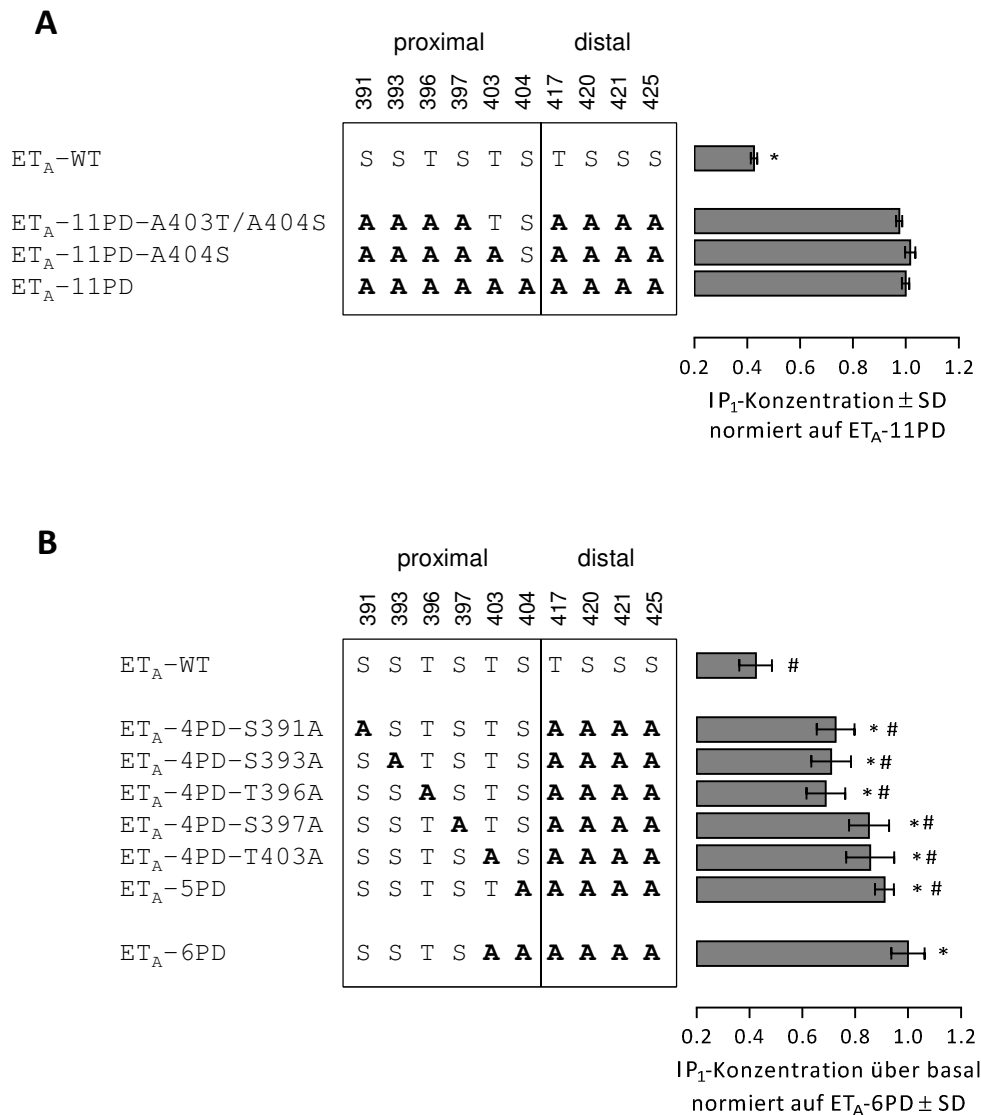 A
proximal distal
391 393 396 397 403 404 417 420 421 425
ETA-WT S S T S T S T S S S *
ETA-11PD-A403T/A404S A A A A T S A A A A
ETA-11PD-A404S A A A A A S A A A A
ETA-11PD A A A A A A A A A A
0.2 0.4 0.6 0.8 1.0 1.2
IP1-Konzentration ± SD
normiert auf ETA-11PD
B
proximal distal
391 393 396 397 403 404 417 420 421 425
ETA-WT S S T S T S T S S S #
ETA-4PD-S391A A S T S T S A A A A * #
ETA-4PD-S393A S A T S T S A A A A * #
ETA-4PD-T396A S S A S T S A A A A * #
ETA-4PD-S397A S S T A T S A A A A * #
ETA-4PD-T403A S S T S A S A A A A * #
ETA-5PD S S T S T A A A A A * #
ETA-6PD S S T S A A A A A A *
0.2 0.4 0.6 0.8 1.0 1.2
IP1-Konzentration über basal
normiert auf ETA-6PD ± SD